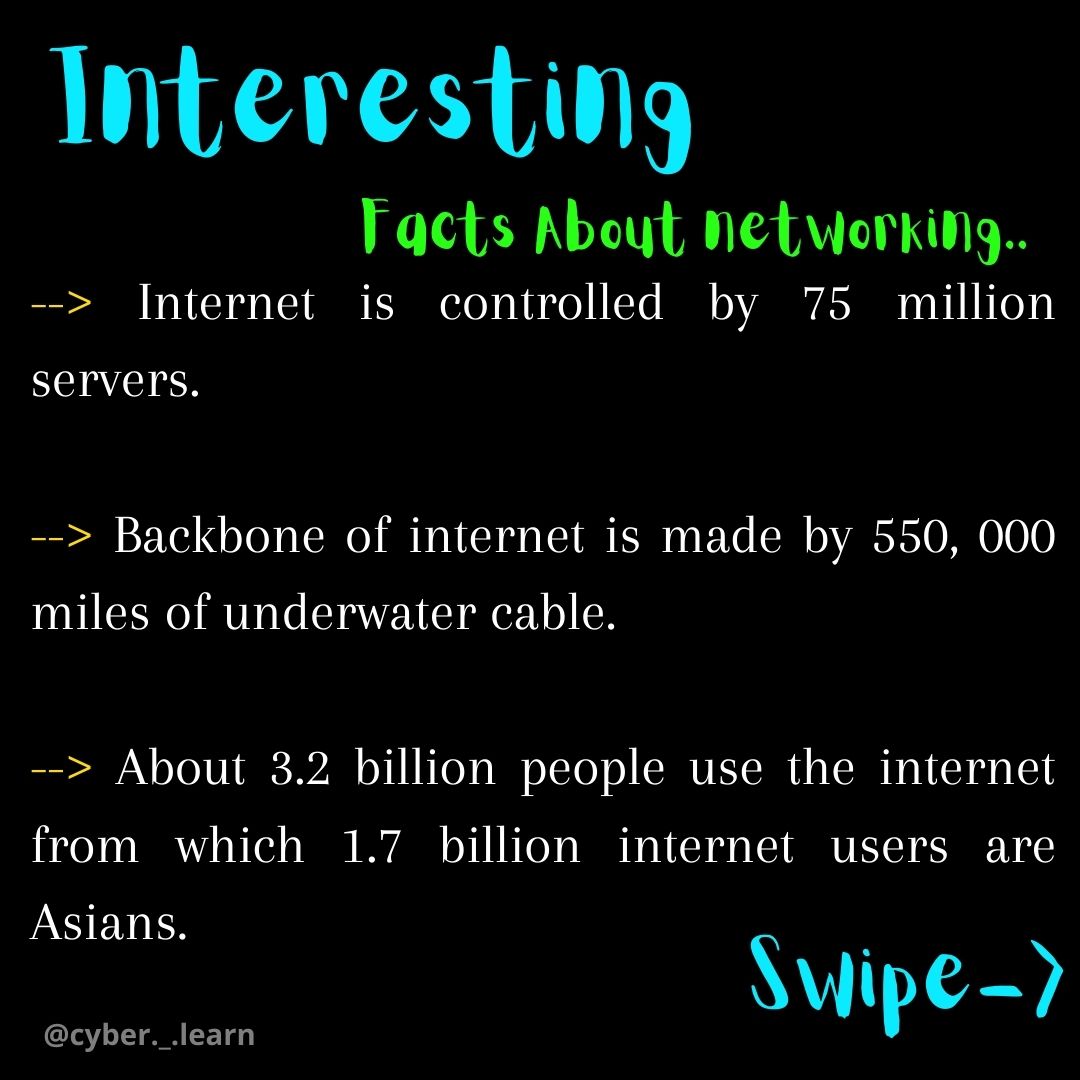 Interesting
Facts About networking..
--> Internet is controlled by 75 million
servers.
--> Backbone of internet is made by 550, 000
miles of underwater cable.
--> About 3.2 billion people use the internet
from which 1.7 billion internet users are
Asians.
Swipe->
@cyber._.learn